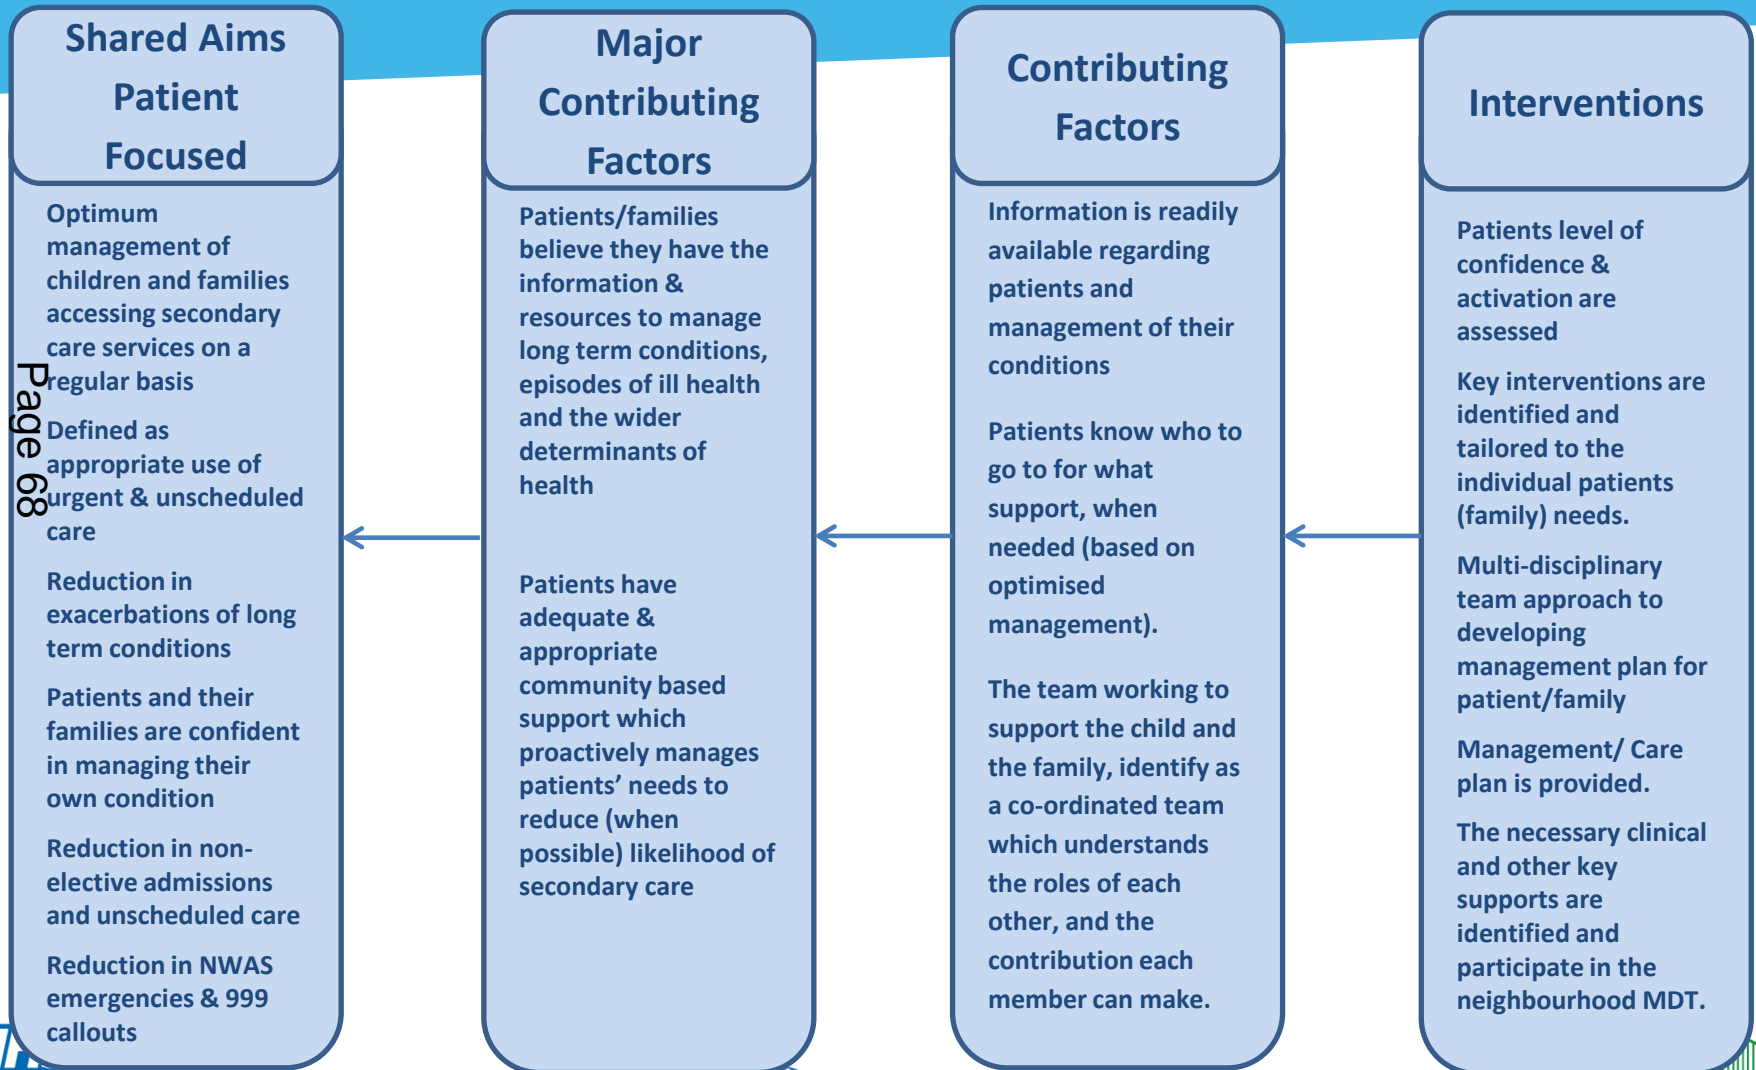 Shared Aims
Patient
Focused
Optimum
management of
children and families
accessing secondary
care services on a
regular basis
Defined as
appropriate use of
urgent & unscheduled
care
Reduction in
exacerbations of long
term conditions
Patients and their
families are confident
in managing their
own condition
Reduction in non-
elective admissions
and unscheduled care
Reduction in NWAS
emergencies & 999
callouts
Major
Contributing
Factors
Patients/families
believe they have the
information &
resources to manage
long term conditions,
episodes of ill health
and the wider
determinants of
health
Patients have
adequate &
appropriate
community based
support which
proactively manages
patients’ needs to
reduce (when
possible) likelihood of
secondary care
Contributing
Factors
Information is readily
available regarding
patients and
management of their
conditions
Patients know who to
go to for what
support, when
needed (based on
optimised
management).
The team working to
support the child and
the family, identify as
a co-ordinated team
which understands
the roles of each
other, and the
contribution each
member can make.
Interventions
Patients level of
confidence &
activation are
assessed
Key interventions are
identified and
tailored to the
individual patients
(family) needs.
Multi-disciplinary
team approach to
developing
management plan for
patient/family
Management/ Care
plan is provided.
The necessary clinical
and other key
supports are
identified and
participate in the
neighbourhood MDT.
Page 68